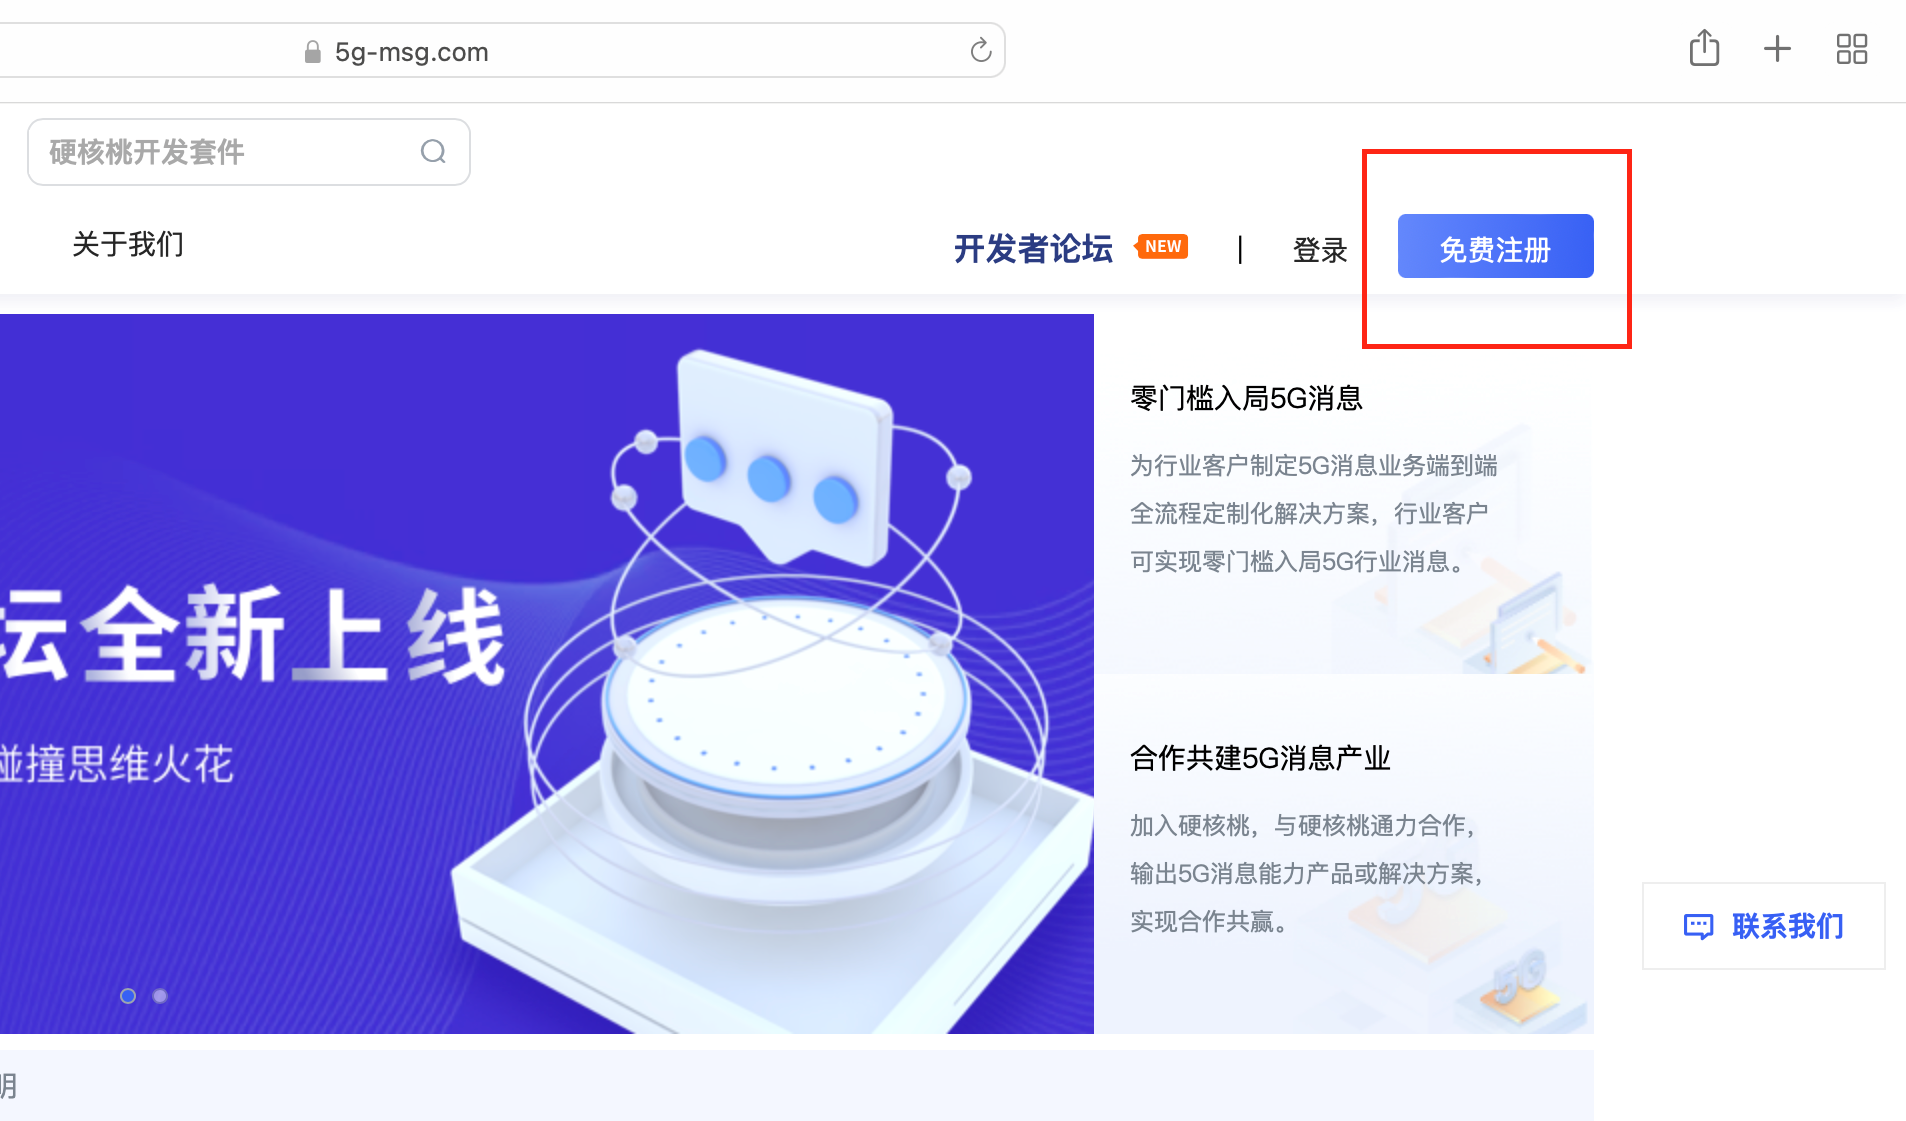 5g-msg.com
硬核桃开发套件
关于我们
开发者论坛 NEW | 登录 免费注册
坛全新上线
碰撞思维火花
零门槛入局5G消息
为行业客户制定5G消息业务端到端
全流程定制化解决方案，行业客户
可实现零门槛入局5G行业消息。
合作共建5G消息产业
加入硬核桃，与硬核桃通力合作，
输出5G消息能力产品或解决方案，
实现合作共赢。
5G
联系我们
明